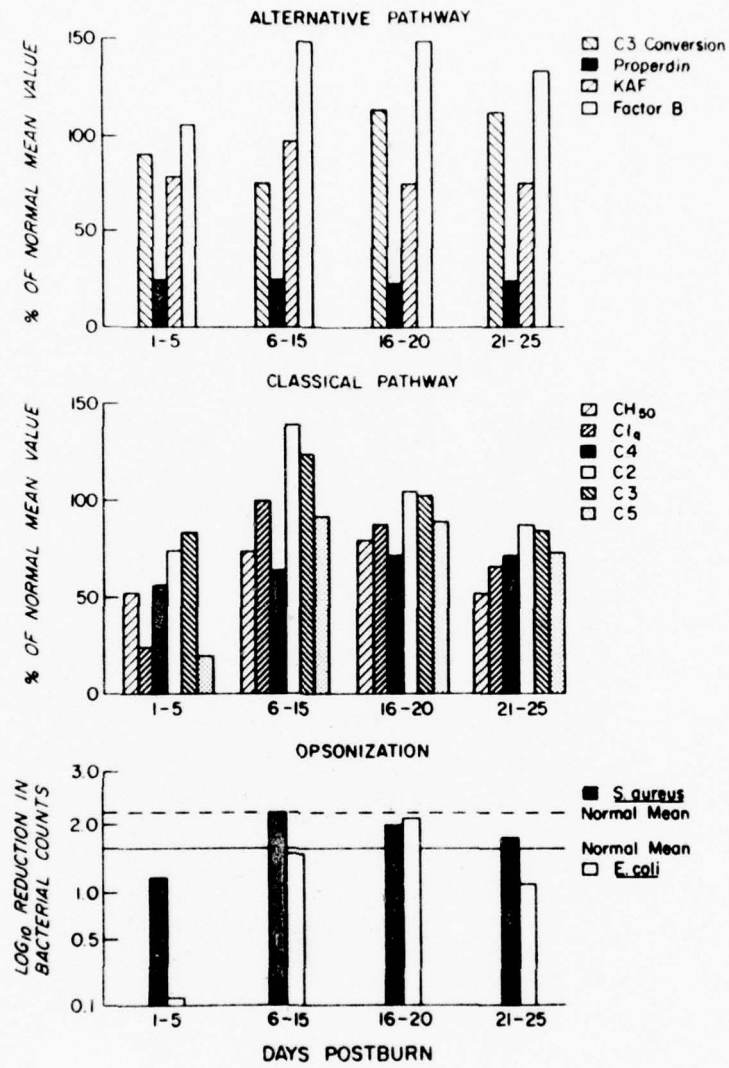 ALTERNATIVE PATHWAY
% OF NORMAL MEAN VALUE
150
100
50
0
1-5
6-15
16-20
21-25
C3 Conversion
Properdin
KAF
Factor B
CLASSICAL PATHWAY
% OF NORMAL MEAN VALUE
150
100
50
0
1-5
6-15
16-20
21-25
CH50
C1q
C4
C2
C3
C5
OPSONIZATION
LOG10 REDUCTION IN
BACTERIAL COUNTS
3.0
2.0
1.0
0.5
0.1
1-5
6-15
16-20
21-25
S. aureus
Normal Mean
Normal Mean
E. coli
DAYS POSTBURN